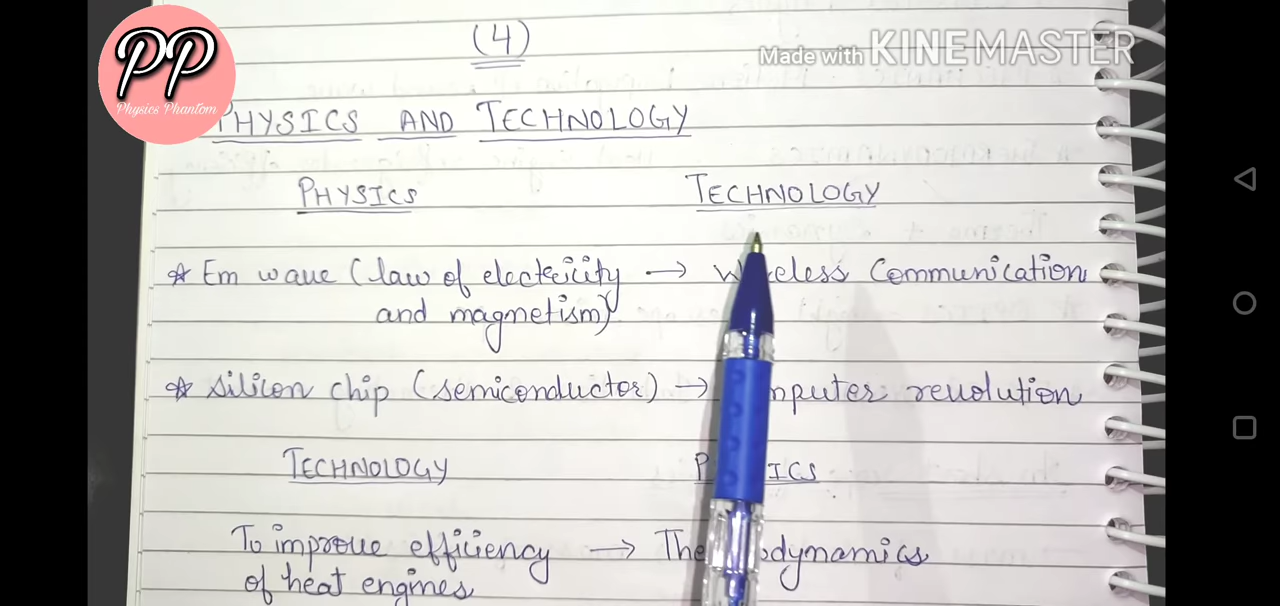 (4)
Made with KINEMASTER
PP
Physics Phantom
PHYSICS AND TECHNOLOGY
PHYSICS TECHNOLOGY
* Em wave (law of electricity → Communication
and magnetism)
* silicon chip (semiconductor) → revolution
TECHNOLOGY
To improve efficiency →
of heat engines